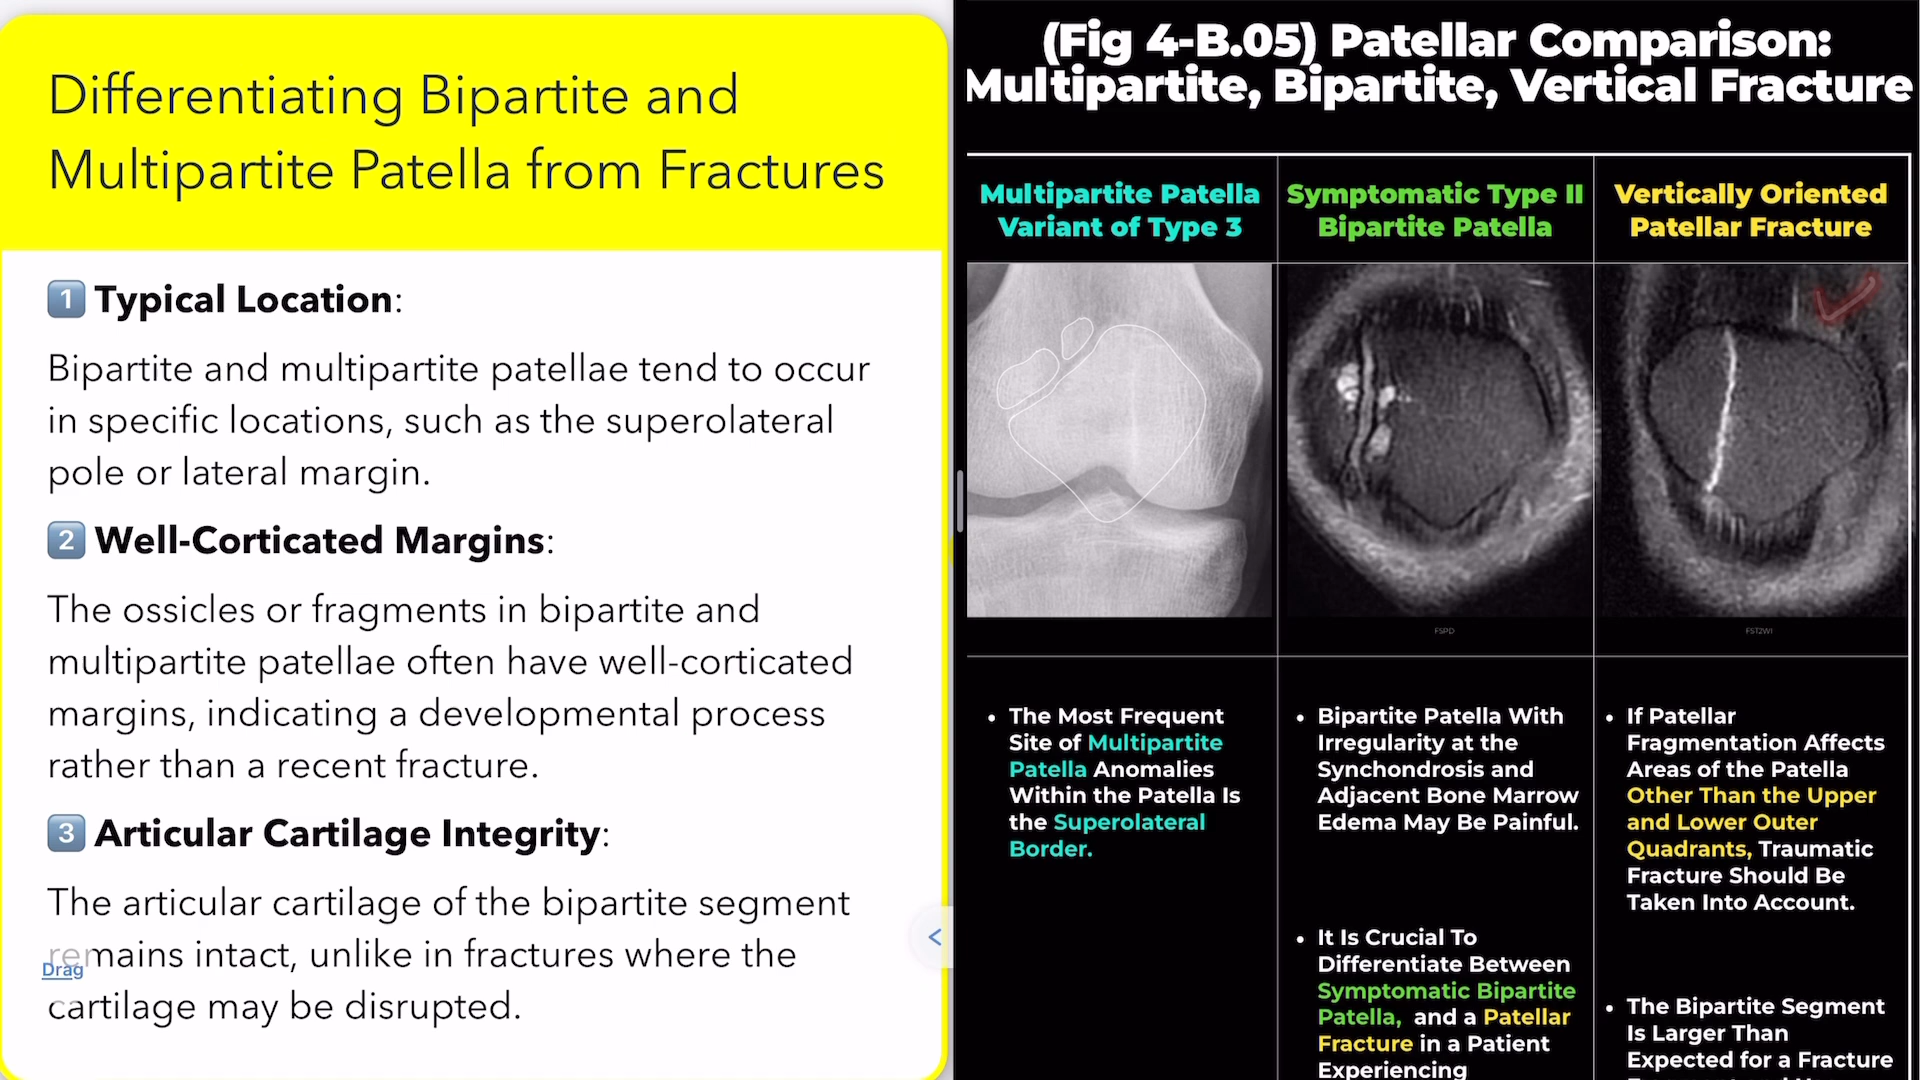 Differentiating Bipartite and
Multipartite Patella from Fractures
1 Typical Location:
Bipartite and multipartite patellae tend to occur
in specific locations, such as the superolateral
pole or lateral margin.
2 Well-Corticated Margins:
The ossicles or fragments in bipartite and
multipartite patellae often have well-corticated
margins, indicating a developmental process
rather than a recent fracture.
3 Articular Cartilage Integrity:
The articular cartilage of the bipartite segment
remains intact, unlike in fractures where the
Drag
cartilage may be disrupted.
<
(Fig 4-B.05) Patellar Comparison:
Multipartite, Bipartite, Vertical Fracture
Multipartite Patella
Variant of Type 3
• The Most Frequent
Site of Multipartite
Patella Anomalies
Within the Patella Is
the Superolateral
Border.
Symptomatic Type II
Bipartite Patella
FSPD
• Bipartite Patella With
Irregularity at the
Synchondrosis and
Adjacent Bone Marrow
Edema May Be Painful.
• It Is Crucial To
Differentiate Between
Symptomatic Bipartite
Patella, and a Patellar
Fracture in a Patient
Experiencing
Vertically Oriented
Patellar Fracture
FST2WI
• If Patellar
Fragmentation Affects
Areas of the Patella
Other Than the Upper
and Lower Outer
Quadrants, Traumatic
Fracture Should Be
Taken Into Account.
• The Bipartite Segment
Is Larger Than
Expected for a Fracture